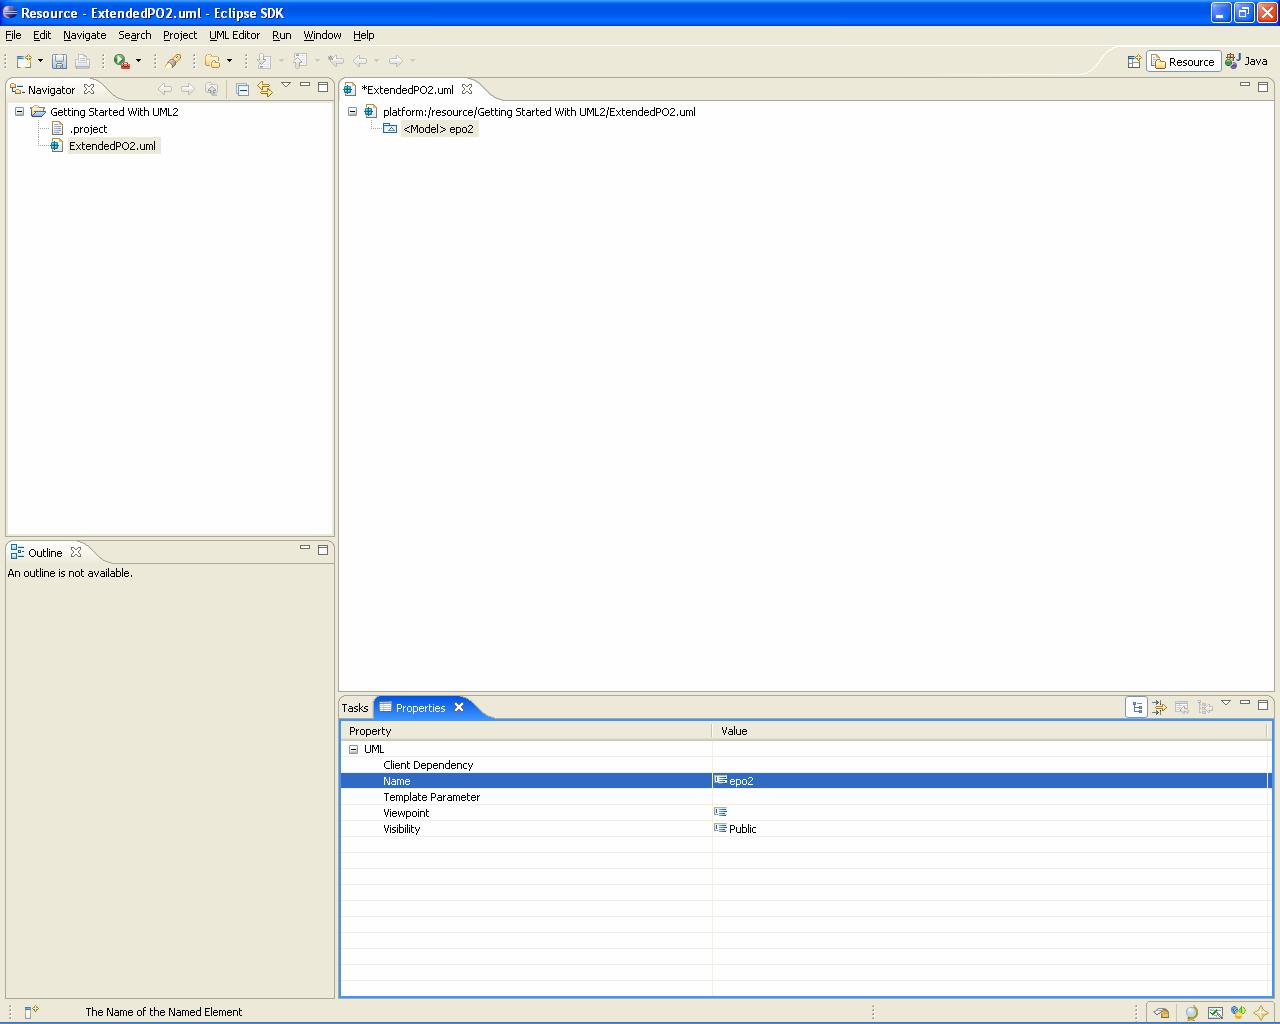 Resource - ExtendedPO2.uml - Eclipse SDK
File Edit Navigate Search Project UML Editor Run Window Help
Resource Java
Navigator
Getting Started With UML2
.project
ExtendedPO2.uml
*ExtendedPO2.uml
platform:/resource/Getting Started With UML2/ExtendedPO2.uml
<Model> epo2
Outline
An outline is not available.
Tasks Properties
Property Value
UML
Client Dependency
Name epo2
Template Parameter
Viewpoint
Visibility Public
The Name of the Named Element